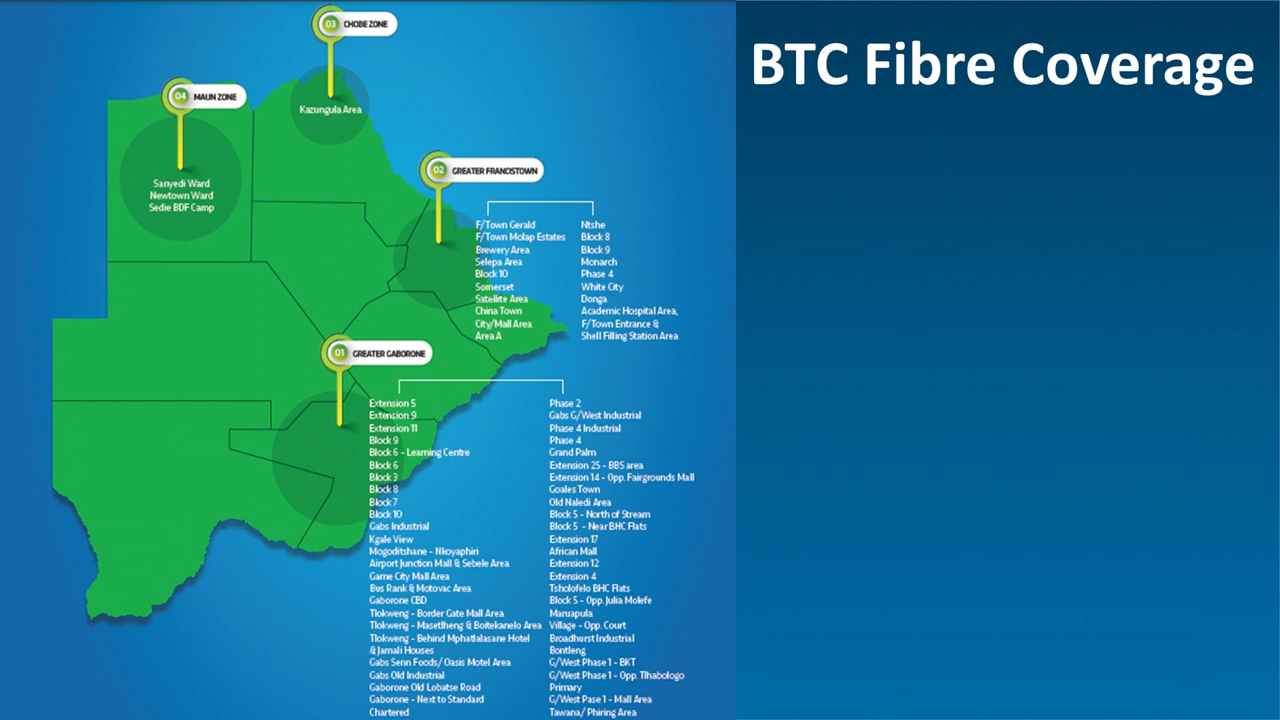 BTC Fibre Coverage
03 CHOBE ZONE
Kazungula Area
04 MAUN ZONE
Sanyedi Ward
Newtown Ward
Sedie BDF Camp
02 GREATER FRANCISTOWN
F/Town Gerald
F/Town Molap Estates
Brewery Area
Selepa Area
Block 10
Somerset
Satellite Area
China Town
City/Mall Area
Area A
Ntshe
Block 8
Block 9
Monarch
Phase 4
White City
Donga
Academic Hospital Area,
F/Town Entrance &
Shell Filling Station Area
01 GREATER GABORONE
Extension 5
Extension 9
Extension 11
Block 9
Block 6 - Learning Centre
Block 6
Block 3
Block 8
Block 7
Block 10
Gabs Industrial
Kgale View
Mogoditshane - Nkoyaphiri
Airport Junction Mall & Sebele Area
Game City Mall Area
Bus Rank & Motovac Area
Gaborone CBD
Tlokweng - Border Gate Mall Area
Tlokweng - Masetlheng & Boitekanelo Area
Tlokweng - Behind Mphatlalasane Hotel
& Jamali Houses
Gabs Senn Foods/ Oasis Motel Area
Gabs Old Industrial
Gaborone Old Lobatse Road
Gaborone - Next to Standard
Chartered
Phase 2
Gabs G/West Industrial
Phase 4 Industrial
Phase 4
Grand Palm
Extension 25 - BBS area
Extension 14 - Opp. Fairgrounds Mall
Goales Town
Old Naledi Area
Block 5 - North of Stream
Block 5 - Near BHC Flats
Extension 17
African Mall
Extension 12
Extension 4
Tsholofelo BHC Flats
Block 5 - Opp. Julia Molefe
Maruapula
Village - Opp. Court
Broadhurst Industrial
Bontleng
G/West Phase 1 - BKT
G/West Phase 1 - Opp. Tlhabologo
Primary
G/West Pase 1 - Mall Area
Tawana/ Phiring Area